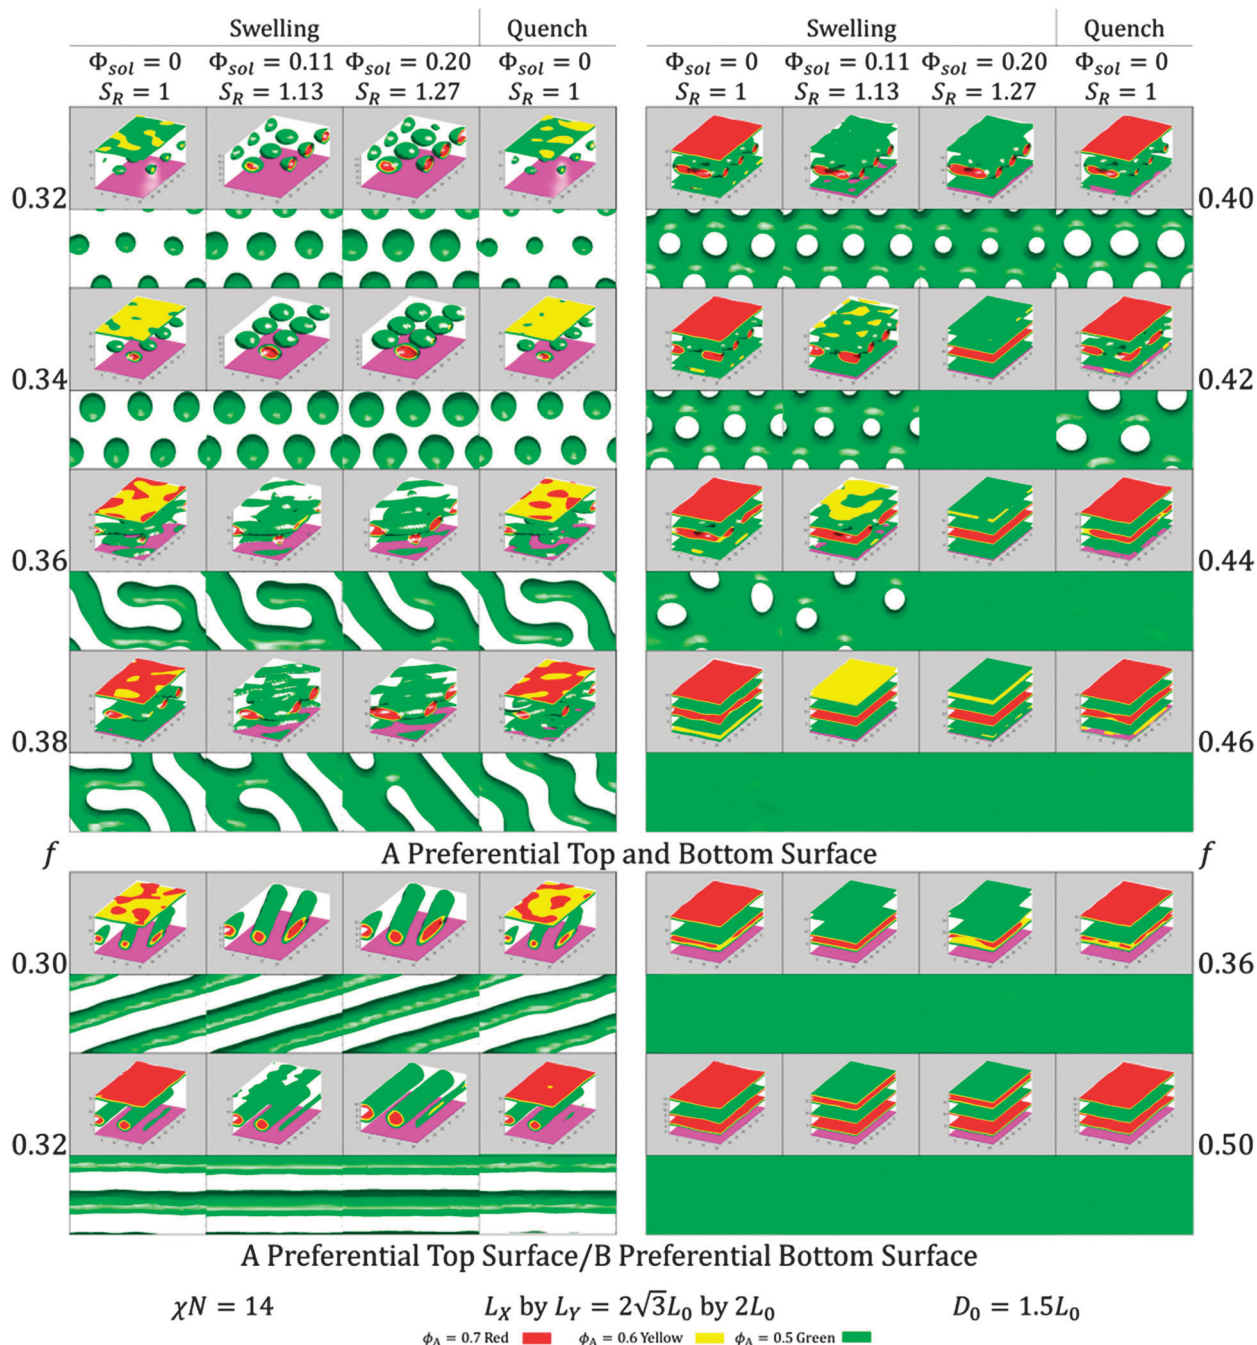 Swelling Quench Swelling Quench
Φsol = 0 Φsol = 0.11 Φsol = 0.20 Φsol = 0 Φsol = 0 Φsol = 0.11 Φsol = 0.20 Φsol = 0
SR = 1 SR = 1.13 SR = 1.27 SR = 1 SR = 1 SR = 1.13 SR = 1.27 SR = 1
0.32 0.40
0.34 0.42
0.36 0.44
0.38 0.46
f A Preferential Top and Bottom Surface f
0.30 0.36
0.32 0.50
A Preferential Top Surface/B Preferential Bottom Surface
χN = 14 LX by LY = 2√3L0 by 2L0 D0 = 1.5L0
ϕA = 0.7 Red ϕA = 0.6 Yellow ϕA = 0.5 Green